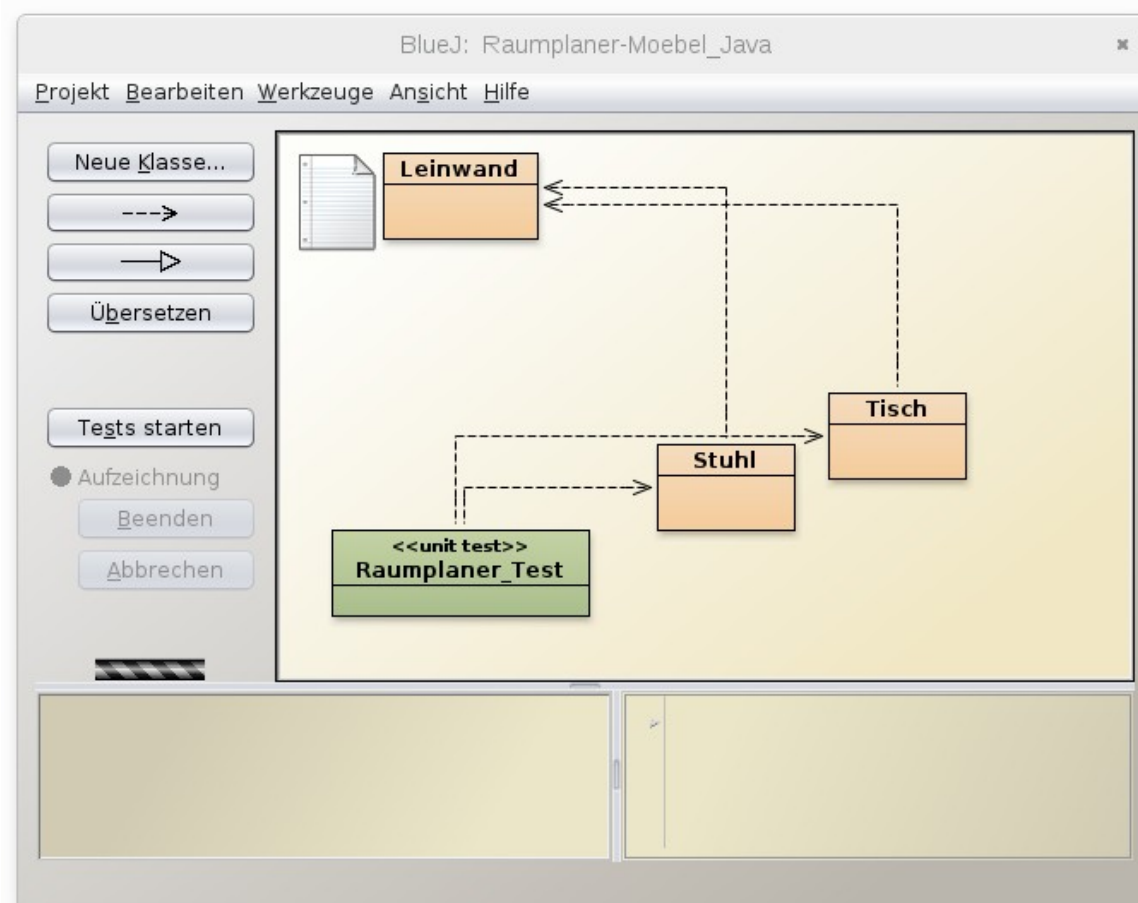 BlueJ: Raumplaner-Moebel_Java
Projekt Bearbeiten Werkzeuge Ansicht Hilfe
Neue Klasse...
Übersetzen
Tests starten
Aufzeichnung
Beenden
Abbrechen
Leinwand
Tisch
Stuhl
<<unit test>>
Raumplaner_Test